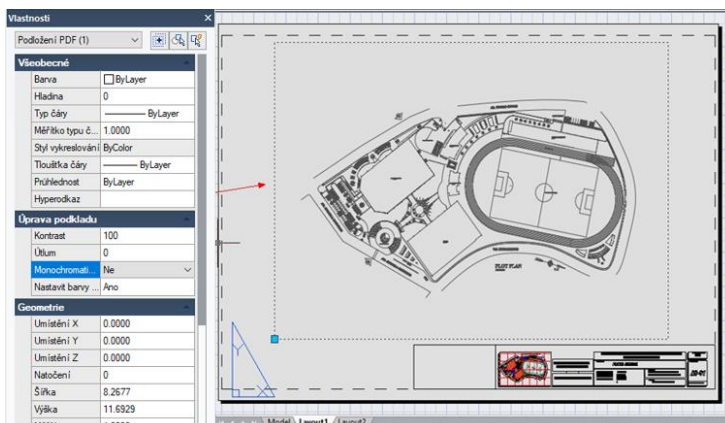 Vlastnosti
Podložení PDF (1)
Všeobecné
Barva ByLayer
Hladina 0
Typ čáry ByLayer
Měřítko typu č... 1.0000
Styl vykreslování ByColor
Tloušťka čáry ByLayer
Průhlednost ByLayer
Hyperodkaz
Úprava podkladu
Kontrast 100
Útlum 0
Monochromati... Ne
Nastavit barvy ... Ano
Geometrie
Umístění X 0.0000
Umístění Y 0.0000
Umístění Z 0.0000
Natočení 0
Šířka 8.2677
Výška 11.6929
PLOT PLAN
Model Layout1 Layout2